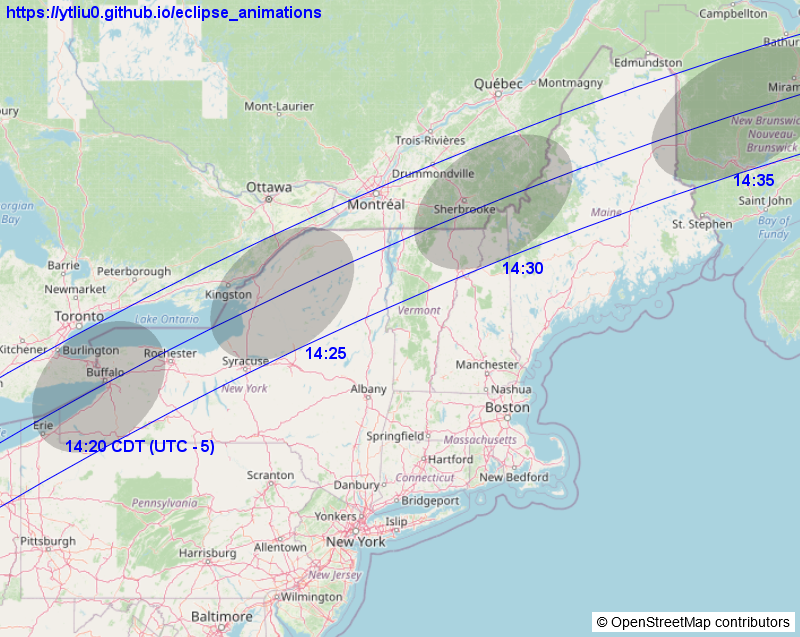 https://ytliu0.github.io/eclipse_animations
Campbellton
Bathur
Edmundston
Québec
Montmagny
Miram
Mont-Laurier
New Brunswick
Nouveau-
Brunswick
Trois-Rivières
Drummondville
14:35
Ottawa
Montréal
Sherbrooke
Maine
Saint John
St. Stephen
Bay of
Fundy
orgian
Bay
Barrie
Peterborough
14:30
Newmarket
Kingston
Toronto
Lake Ontario
Vermont
Kitchener
Burlington
Rochester
14:25
Syracuse
Manchester
Buffalo
New York
Albany
Nashua
Boston
Erie
Springfield
Massachusetts
14:20 CDT (UTC - 5)
Hartford
Scranton
Connecticut
New Bedford
Danbury
Pennsylvania
Bridgeport
Yonkers
Islip
Pittsburgh
New York
Allentown
Harrisburg
New Jersey
Wilmington
Baltimore
© OpenStreetMap contributors